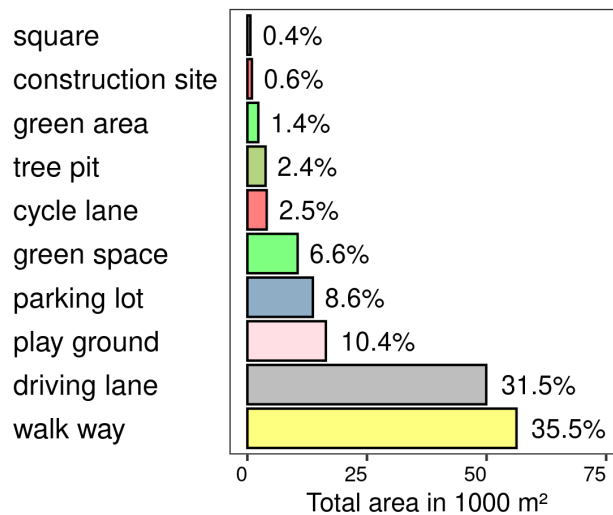 square 0.4%
construction site 0.6%
green area 1.4%
tree pit 2.4%
cycle lane 2.5%
green space 6.6%
parking lot 8.6%
play ground 10.4%
driving lane 31.5%
walk way 35.5%
0 25 50 75
Total area in 1000 m²